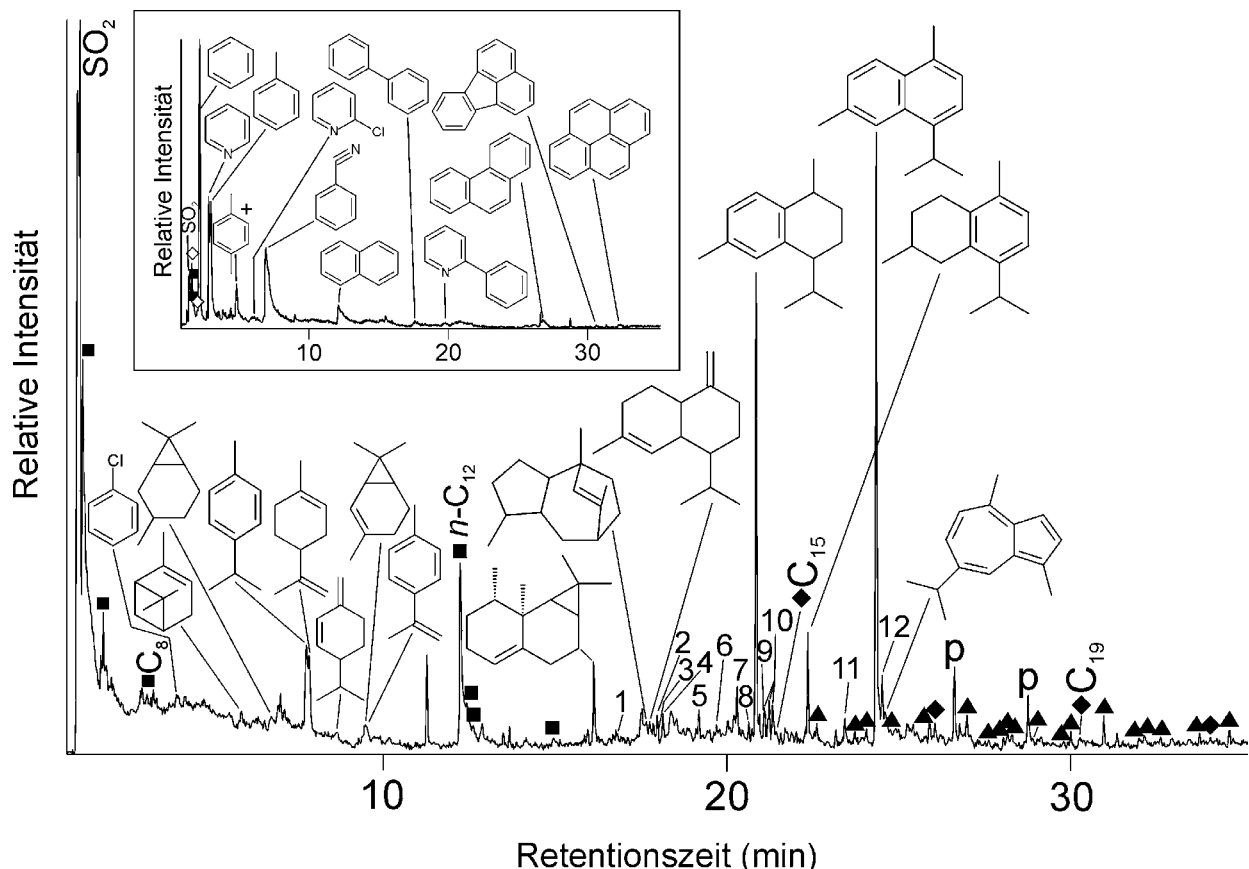 SO2
Relative Intensität
SO2
N
+
N
Cl
N
N
10
20
30
Relative Intensität
Cl
C8
n-C12
1
2
3
4
5
6
7
8
9
10
C15
11
12
p
p
C19
10
20
30
Retentionszeit (min)